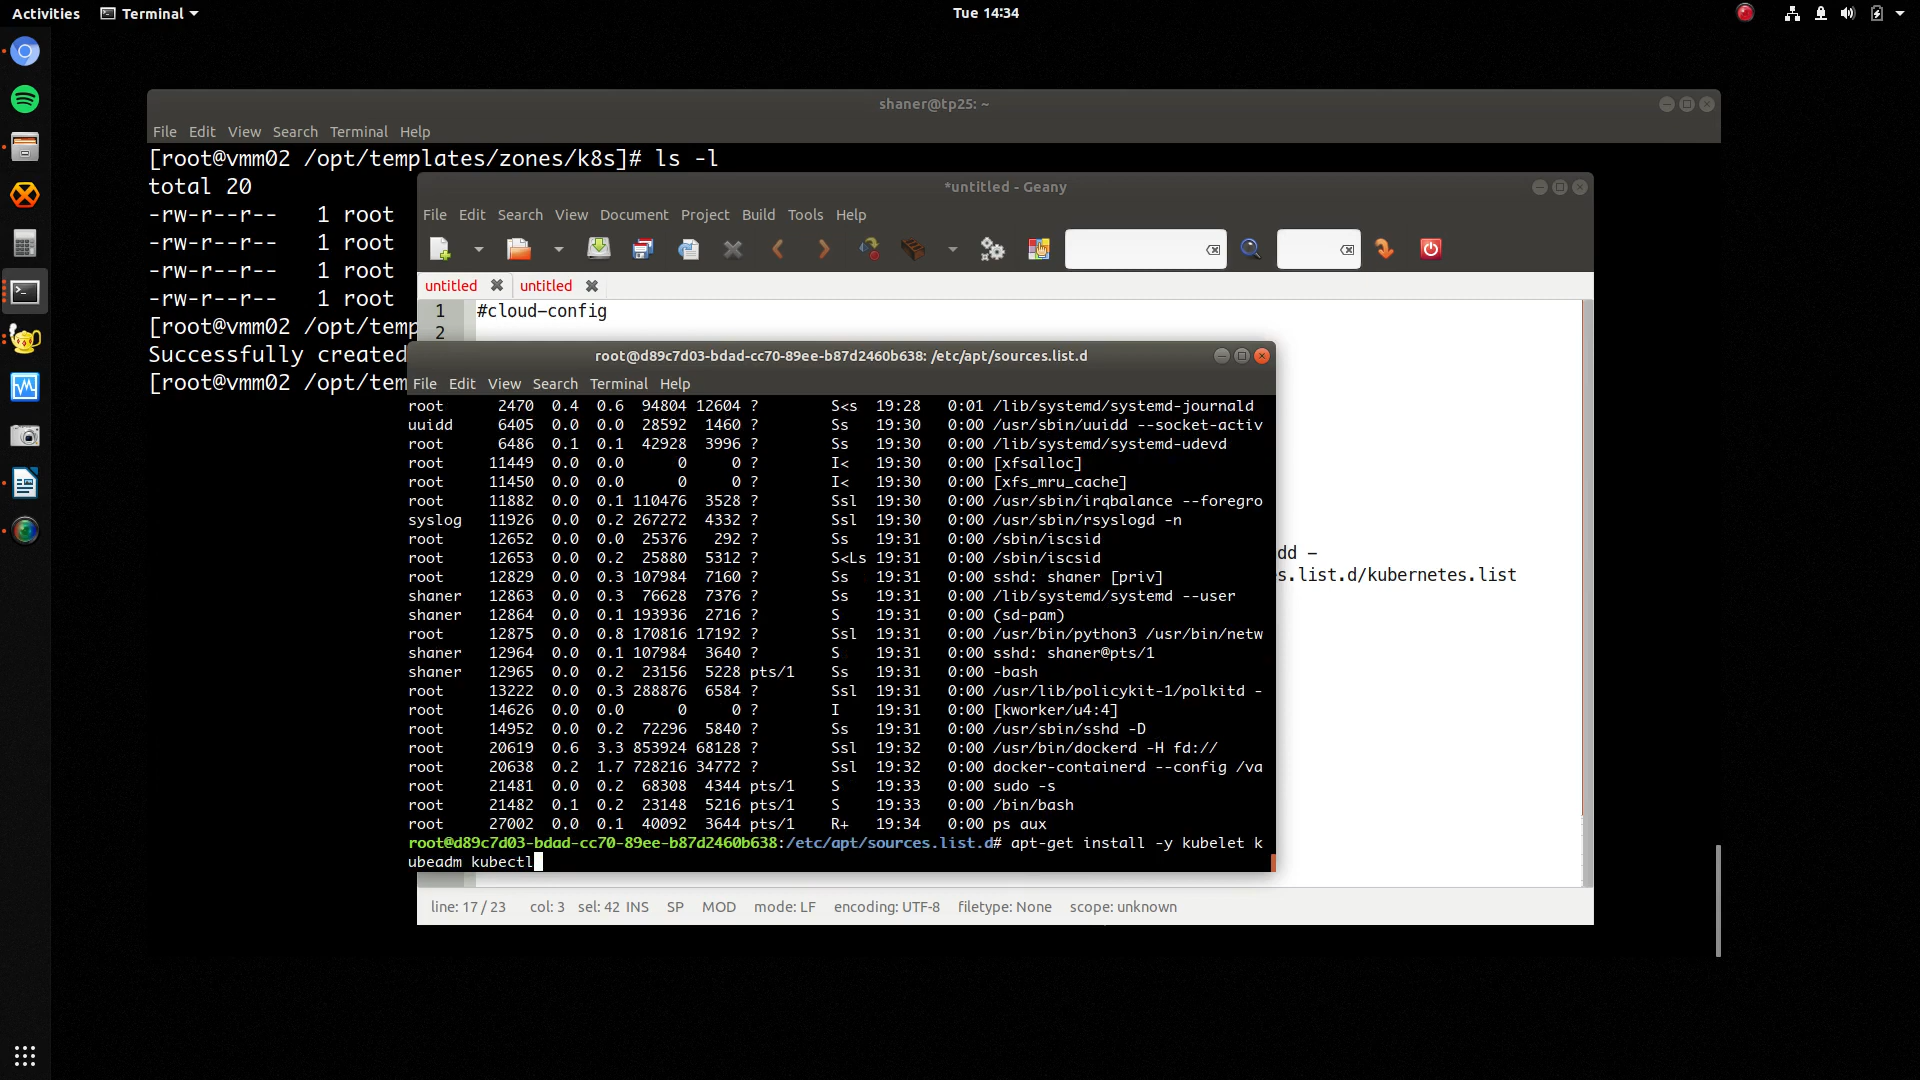 Activities Terminal Tue 14:34
shaner@tp25: ~
File Edit View Search Terminal Help
[root@vmm02 /opt/templates/zones/k8s]# ls -l
total 20
-rw-r--r-- 1 root
-rw-r--r-- 1 root
-rw-r--r-- 1 root
-rw-r--r-- 1 root
[root@vmm02 /opt/temp
Successfully created
[root@vmm02 /opt/tem
*untitled - Geany
File Edit Search View Document Project Build Tools Help
untitled untitled
1 #cloud-config
2
dd -
s.list.d/kubernetes.list
root@d89c7d03-bdad-cc70-89ee-b87d2460b638: /etc/apt/sources.list.d
File Edit View Search Terminal Help
root 2470 0.4 0.6 94804 12604 ? S<s 19:28 0:01 /lib/systemd/systemd-journald
uuidd 6405 0.0 0.0 28592 1460 ? Ss 19:30 0:00 /usr/sbin/uuidd --socket-activ
root 6486 0.1 0.1 42928 3996 ? Ss 19:30 0:00 /lib/systemd/systemd-udevd
root 11449 0.0 0.0 0 0 ? I< 19:30 0:00 [xfsalloc]
root 11450 0.0 0.0 0 0 ? I< 19:30 0:00 [xfs_mru_cache]
root 11882 0.0 0.1 110476 3528 ? Ssl 19:30 0:00 /usr/sbin/irqbalance --foregro
syslog 11926 0.0 0.2 267272 4332 ? Ssl 19:30 0:00 /usr/sbin/rsyslogd -n
root 12652 0.0 0.0 25376 292 ? Ss 19:31 0:00 /sbin/iscsid
root 12653 0.0 0.2 25880 5312 ? S<Ls 19:31 0:00 /sbin/iscsid
root 12829 0.0 0.3 107984 7160 ? Ss 19:31 0:00 sshd: shaner [priv]
shaner 12863 0.0 0.3 76628 7376 ? Ss 19:31 0:00 /lib/systemd/systemd --user
shaner 12864 0.0 0.1 193936 2716 ? S 19:31 0:00 (sd-pam)
root 12875 0.0 0.8 170816 17192 ? Ssl 19:31 0:00 /usr/bin/python3 /usr/bin/netw
shaner 12964 0.0 0.1 107984 3640 ? S 19:31 0:00 sshd: shaner@pts/1
shaner 12965 0.0 0.2 23156 5228 pts/1 Ss 19:31 0:00 -bash
root 13222 0.0 0.3 288876 6584 ? Ssl 19:31 0:00 /usr/lib/policykit-1/polkitd -
root 14626 0.0 0.0 0 0 ? I 19:31 0:00 [kworker/u4:4]
root 14952 0.0 0.2 72296 5840 ? Ss 19:31 0:00 /usr/sbin/sshd -D
root 20619 0.6 3.3 853924 68128 ? Ssl 19:32 0:00 /usr/bin/dockerd -H fd://
root 20638 0.2 1.7 728216 34772 ? Ssl 19:32 0:00 docker-containerd --config /va
root 21481 0.0 0.2 68308 4344 pts/1 S 19:33 0:00 sudo -s
root 21482 0.1 0.2 23148 5216 pts/1 S 19:33 0:00 /bin/bash
root 27002 0.0 0.1 40092 3644 pts/1 R+ 19:34 0:00 ps aux
root@d89c7d03-bdad-cc70-89ee-b87d2460b638:/etc/apt/sources.list.d# apt-get install -y kubelet k
ubeadm kubectl
line: 17 / 23 col: 3 sel: 42 INS SP MOD mode: LF encoding: UTF-8 filetype: None scope: unknown